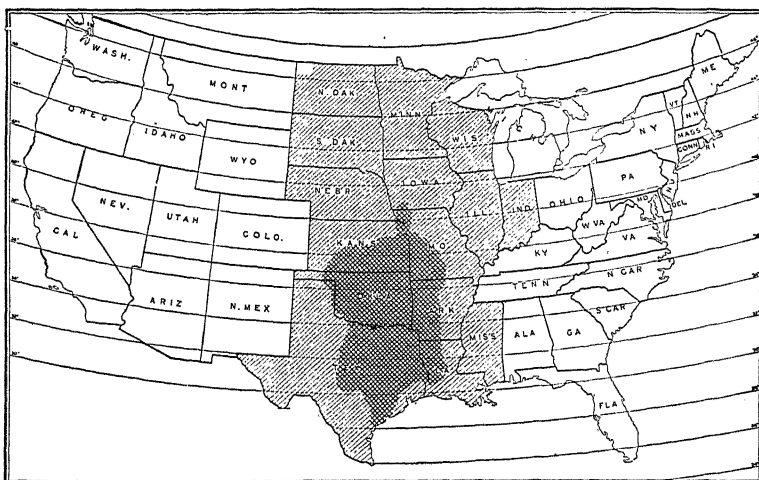 WASH.
MONT
N. DAK
MINN
ME
OREG
IDAHO
S. DAK
WIS
VT
NH
NY
MASS
CONN
R I
WYO
NEBR
IOWA
PA
NJ
NEV.
UTAH
COLO.
KANS
MO
ILL
IND
OHIO
MD
DEL
W VA
VA
KY
CAL
ARIZ
N. MEX
ARK
TENN
N CAR
S CAR
MISS
ALA
GA
FLA